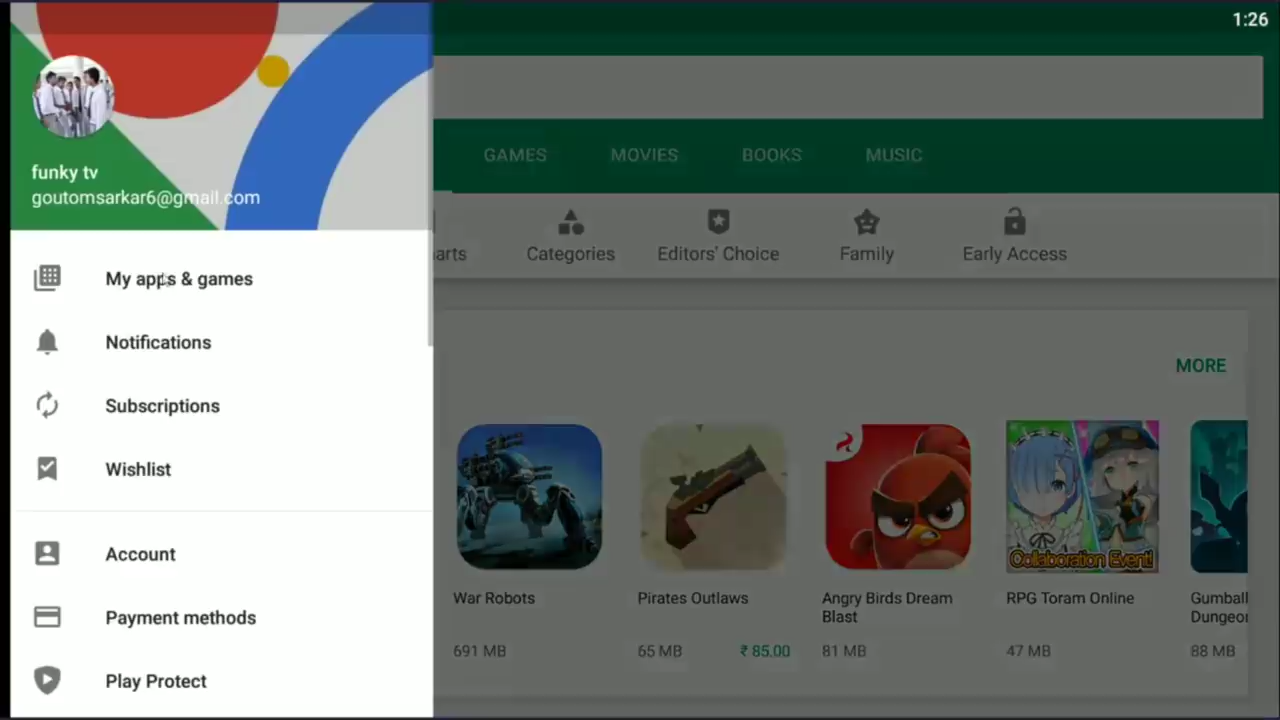 1:26
funky tv
goutomsarkar6@gmail.com
My apps & games
Notifications
Subscriptions
Wishlist
Account
Payment methods
Play Protect
GAMES MOVIES BOOKS MUSIC
arts Categories Editors' Choice Family Early Access
MORE
Collaboration Event!
War Robots
691 MB
Pirates Outlaws
65 MB ₹ 85.00
Angry Birds Dream
Blast
81 MB
RPG Toram Online
47 MB
Gumball
Dungeo
88 MB